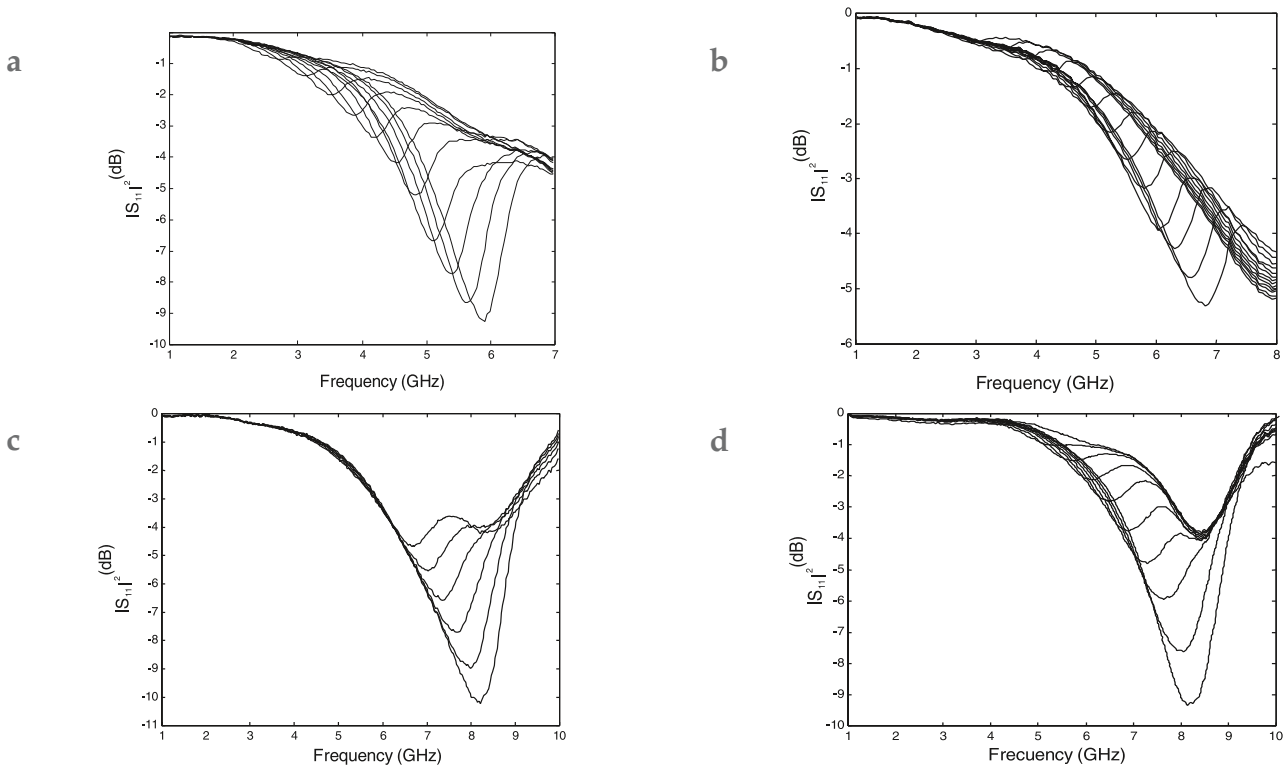 a
-1
-2
-3
-4
-5
-6
-7
-8
-9
-10
1 2 3 4 5 6 7
|S₁₁|²(dB)
Frequency (GHz)
b
0
-1
-2
-3
-4
-5
-6
1 2 3 4 5 6 7 8
|S₁₁|²(dB)
Frequency (GHz)
c
0
-1
-2
-3
-4
-5
-6
-7
-8
-9
-10
-11
1 2 3 4 5 6 7 8 9 10
|S₁₁|²(dB)
Frequency (GHz)
d
0
-1
-2
-3
-4
-5
-6
-7
-8
-9
-10
1 2 3 4 5 6 7 8 9 10
|S₁₁|²(dB)
Frecuency (GHz)